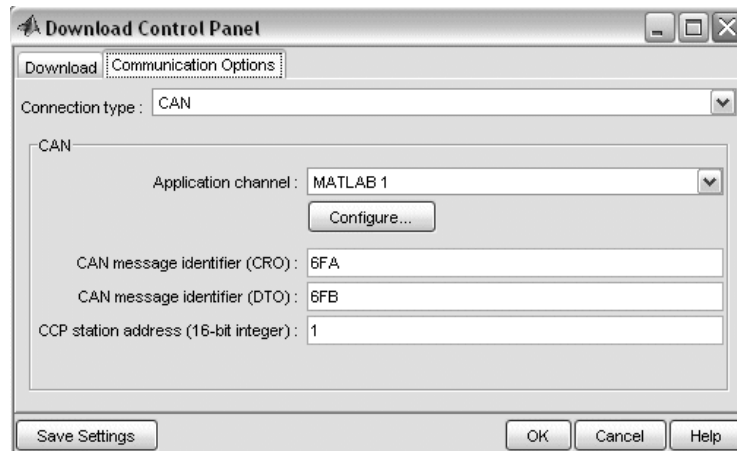 Download Control Panel
Download Communication Options
Connection type : CAN
CAN
Application channel : MATLAB 1
Configure...
CAN message identifier (CRO) : 6FA
CAN message identifier (DTO) : 6FB
CCP station address (16-bit integer) : 1
Save Settings OK Cancel Help